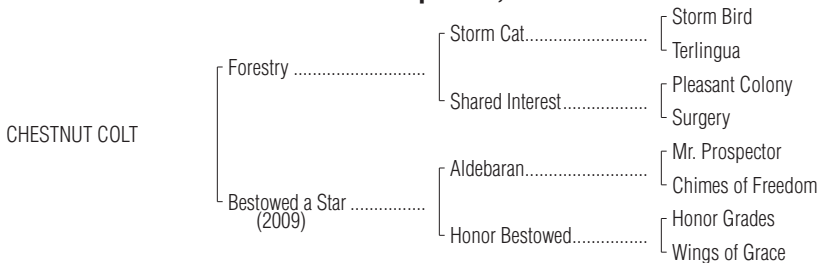 CHESTNUT COLT
Forestry ............................
Bestowed a Star ................
(2009)
Storm Cat..........................
Shared Interest..................
Aldebaran..........................
Honor Bestowed................
Storm Bird
Terlingua
Pleasant Colony
Surgery
Mr. Prospector
Chimes of Freedom
Honor Grades
Wings of Grace